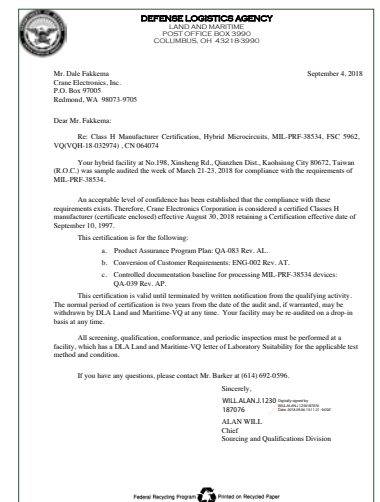 DEFENSE LOGISTICS AGENCY
LAND AND MARITIME
POST OFFICE BOX 3990
COLUMBUS, OH 43218-3990
Mr. Dale Fakkema September 4, 2018
Crane Electronics, Inc.
P.O. Box 97005
Redmond, WA 98073-9705
Dear Mr. Fakkema:
Re: Class H Manufacturer Certification, Hybrid Microcircuits, MIL-PRF-38534, FSC 5962,
VQ(VQH-18-032974) , CN 064074
Your hybrid facility at No.198, Xinsheng Rd., Qianzhen Dist., Kaohsiung City 80672, Taiwan
(R.O.C.) was sample audited the week of March 21-23, 2018 for compliance with the requirements of
MIL-PRF-38534.
An acceptable level of confidence has been established that the compliance with these
requirements exists. Therefore, Crane Electronics Corporation is considered a certified Classes H
manufacturer (certificate enclosed) effective August 30, 2018 retaining a Certification effective date of
September 10, 1997.
This certification is for the following:
a. Product Assurance Program Plan: QA-083 Rev. AL.
b. Conversion of Customer Requirements: ENG-002 Rev. AT.
c. Controlled documentation baseline for processing MIL-PRF-38534 devices:
QA-039 Rev. AP.
This certification is valid until terminated by written notification from the qualifying activity.
The normal period of certification is two years from the date of the audit and, if warranted, may be
withdrawn by DLA Land and Maritime-VQ at any time. Your facility may be re-audited on a drop-in
basis at any time.
All screening, qualification, conformance, and periodic inspection must be performed at a
facility, which has a DLA Land and Maritime-VQ letter of Laboratory Suitability for the applicable test
method and condition.
If you have any questions, please contact Mr. Barker at (614) 692-0596.
Sincerely,
WILL.ALAN.J.1230
187076
Digitally signed by
WILL.ALAN.J.1230187076
ALAN WILL
Chief
Sourcing and Qualifications Division
Federal Recycling Program Printed on Recycled Paper